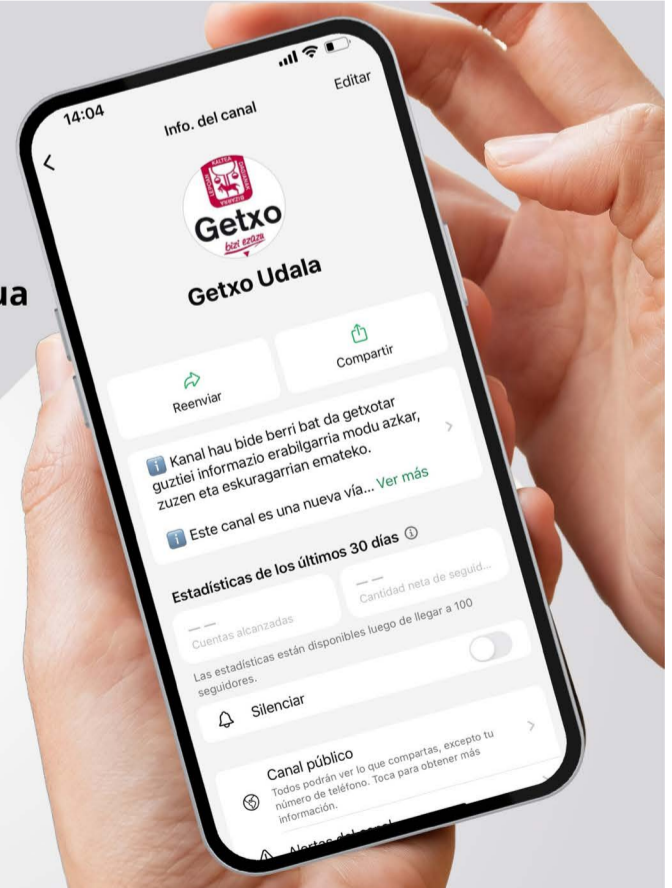 14:04
Editar
Info. del canal
Getxo
bizi ezazu
Getxo Udala
ua
Reenviar
Compartir
ℹ️ Kanal hau bide berri bat da getxotar
guztiei informazio erabilgarria modu azkar,
zuzen eta eskuragarrian emateko.
ℹ️ Este canal es una nueva vía... Ver más
Estadísticas de los últimos 30 días
— —
Cuentas alcanzadas
— —
Cantidad neta de seguid...
Las estadísticas están disponibles luego de llegar a 100
seguidores.
Silenciar
Canal público
Todos podrán ver lo que compartas, excepto tu
número de teléfono. Toca para obtener más
información.
Alertas del canal